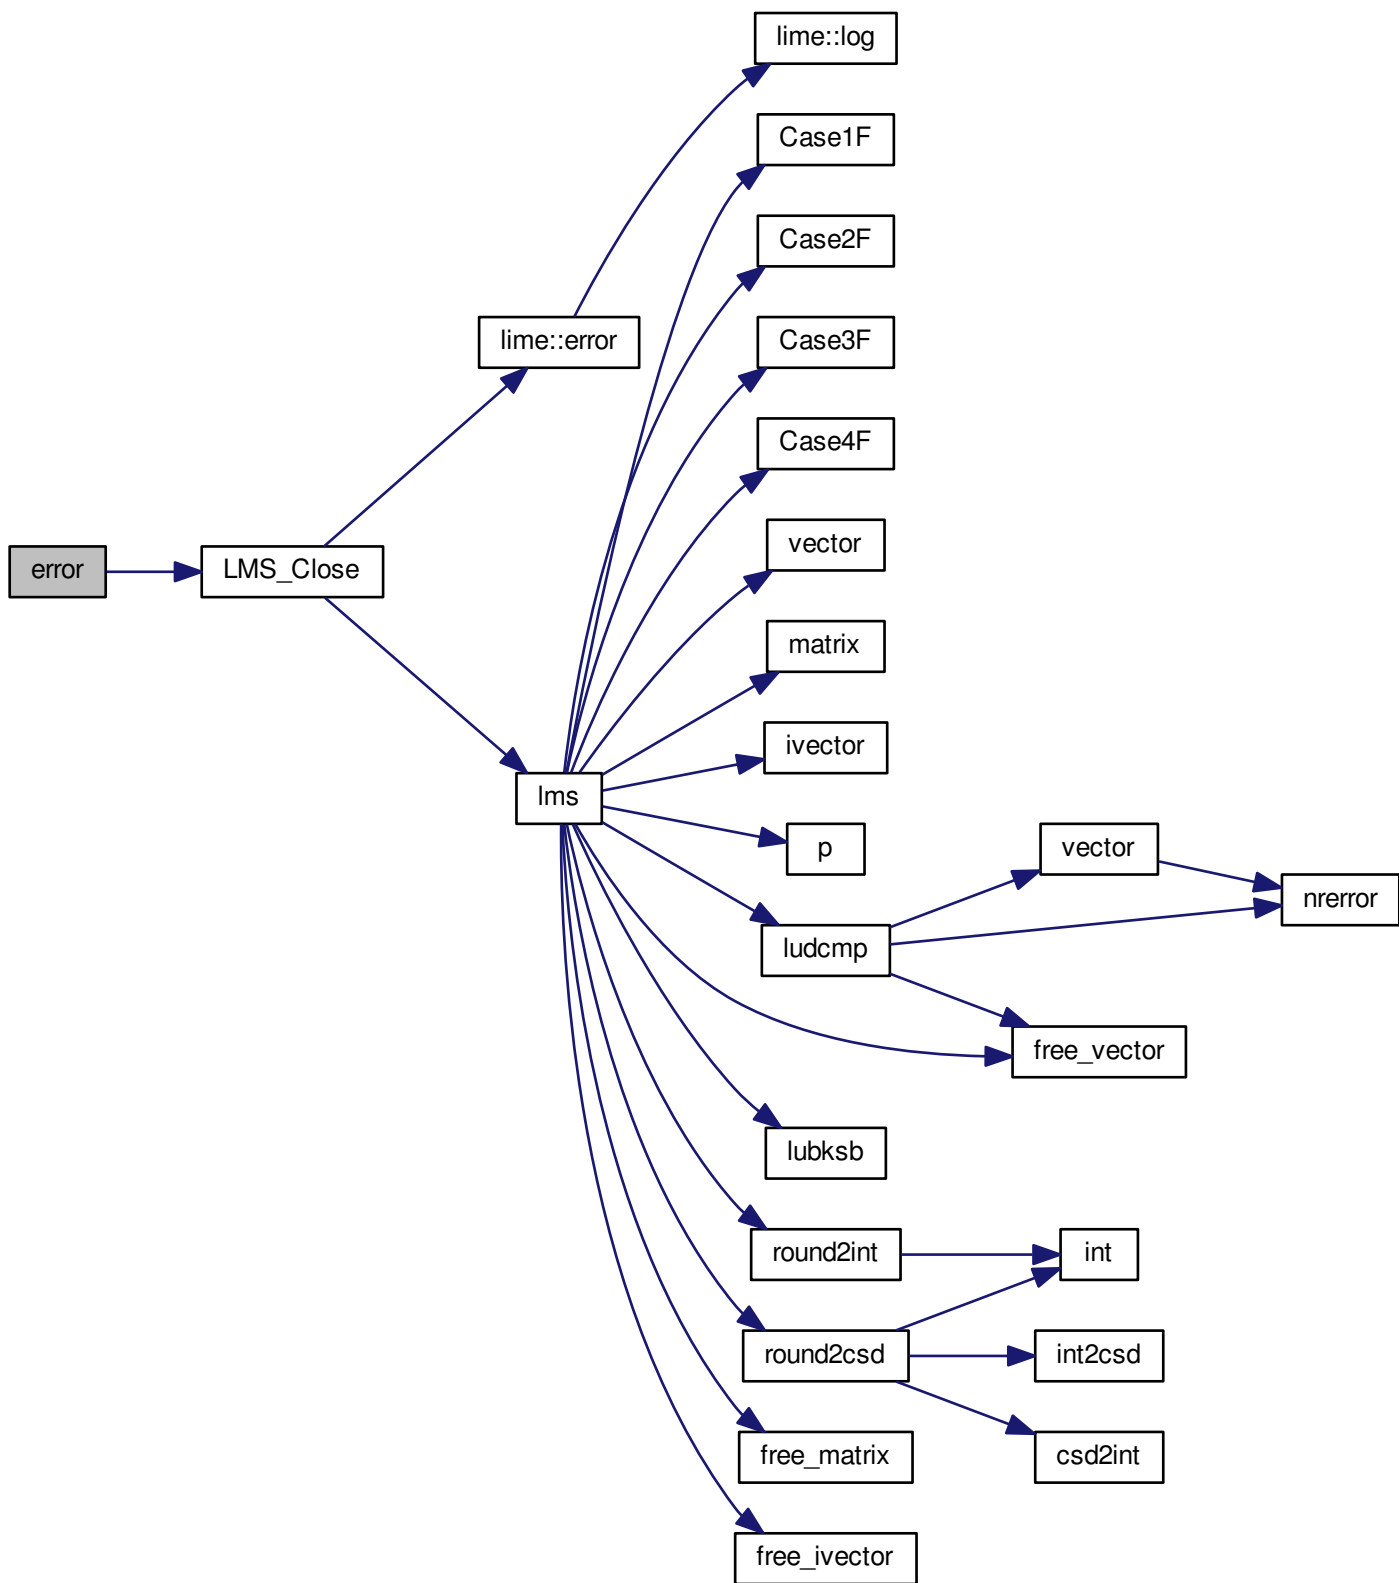 lime::log
Case1F
Case2F
lime::error
Case3F
Case4F
vector
error
LMS_Close
matrix
ivector
lms
p
vector
nrerror
ludcmp
free_vector
lubksb
round2int
int
round2csd
int2csd
free_matrix
csd2int
free_ivector